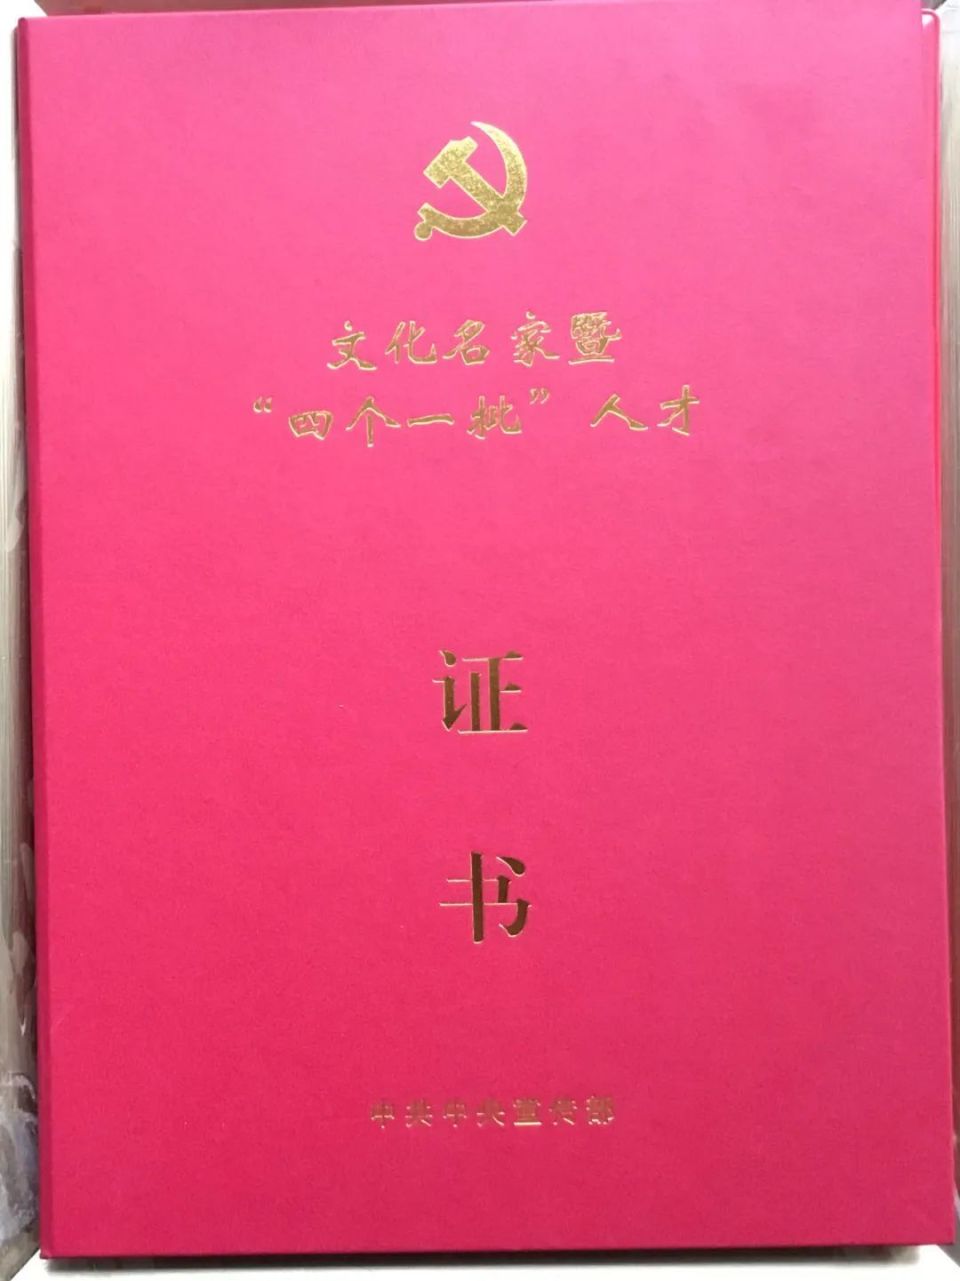 文化名家暨
“四个一批”人才
证
书
中共中央宣传部